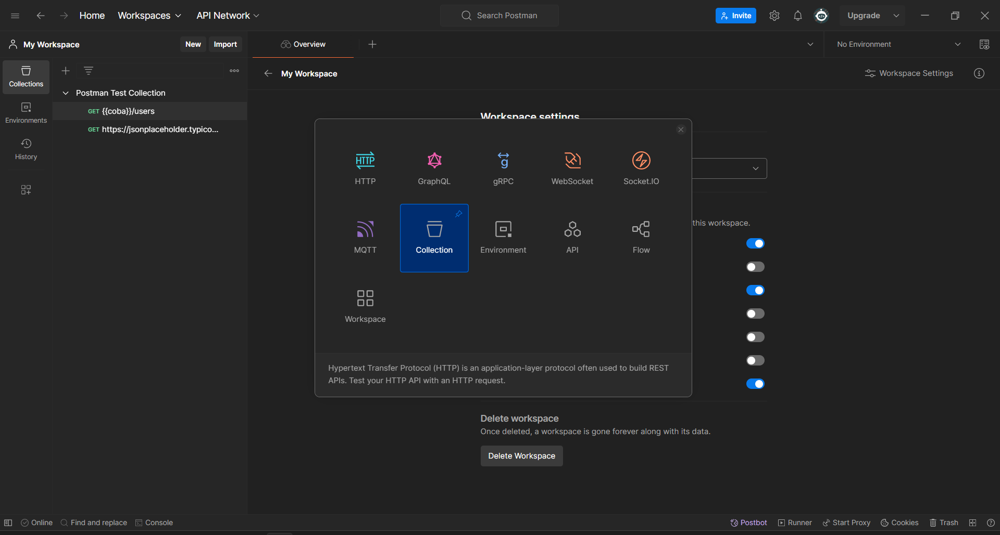 Home Workspaces API Network Search Postman Invite Upgrade
My Workspace New Import Overview No Environment
My Workspace Workspace Settings
Collections
Environments
History
Postman Test Collection
GET {{coba}}/users
GET https://jsonplaceholder.typico...
Workspace settings
HTTP
HTTP GraphQL gRPC WebSocket Socket.IO
MQTT Collection Environment API Flow
Workspace
this workspace.
Hypertext Transfer Protocol (HTTP) is an application-layer protocol often used to build REST
APIs. Test your HTTP API with an HTTP request.
Delete workspace
Once deleted, a workspace is gone forever along with its data.
Delete Workspace
Online Find and replace Console Postbot Runner Start Proxy Cookies Trash